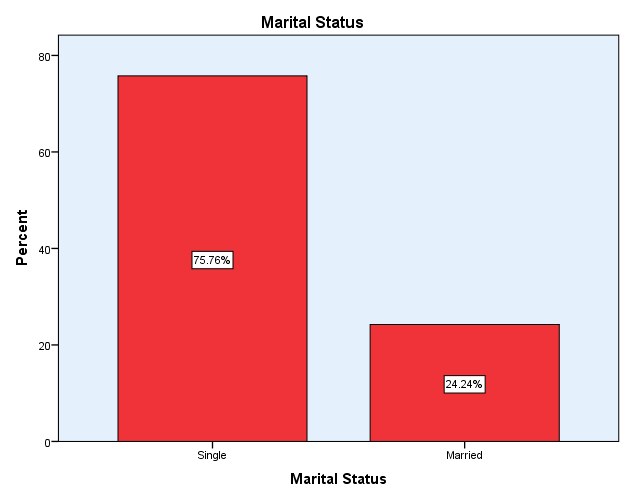 Marital Status
80
60
40
20
0
Percent
75.76%
24.24%
Single
Married
Marital Status